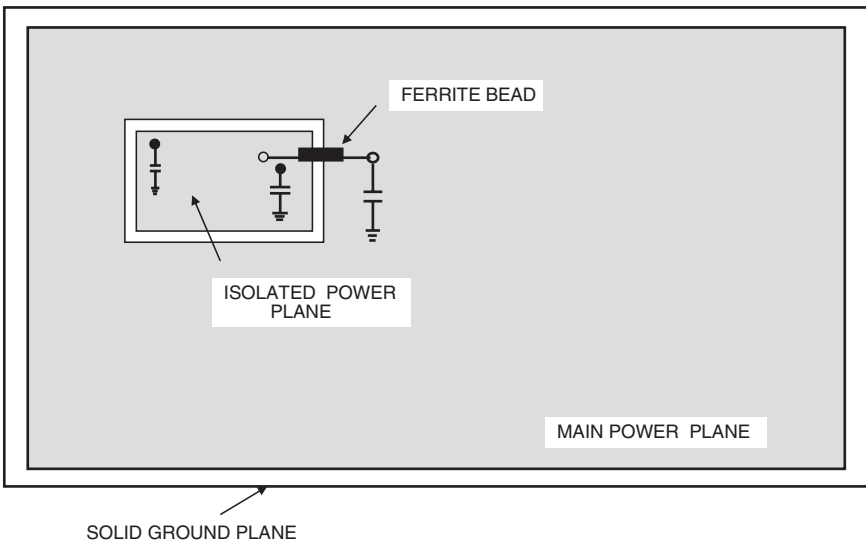 FERRITE BEAD
ISOLATED POWER
PLANE
MAIN POWER PLANE
SOLID GROUND PLANE